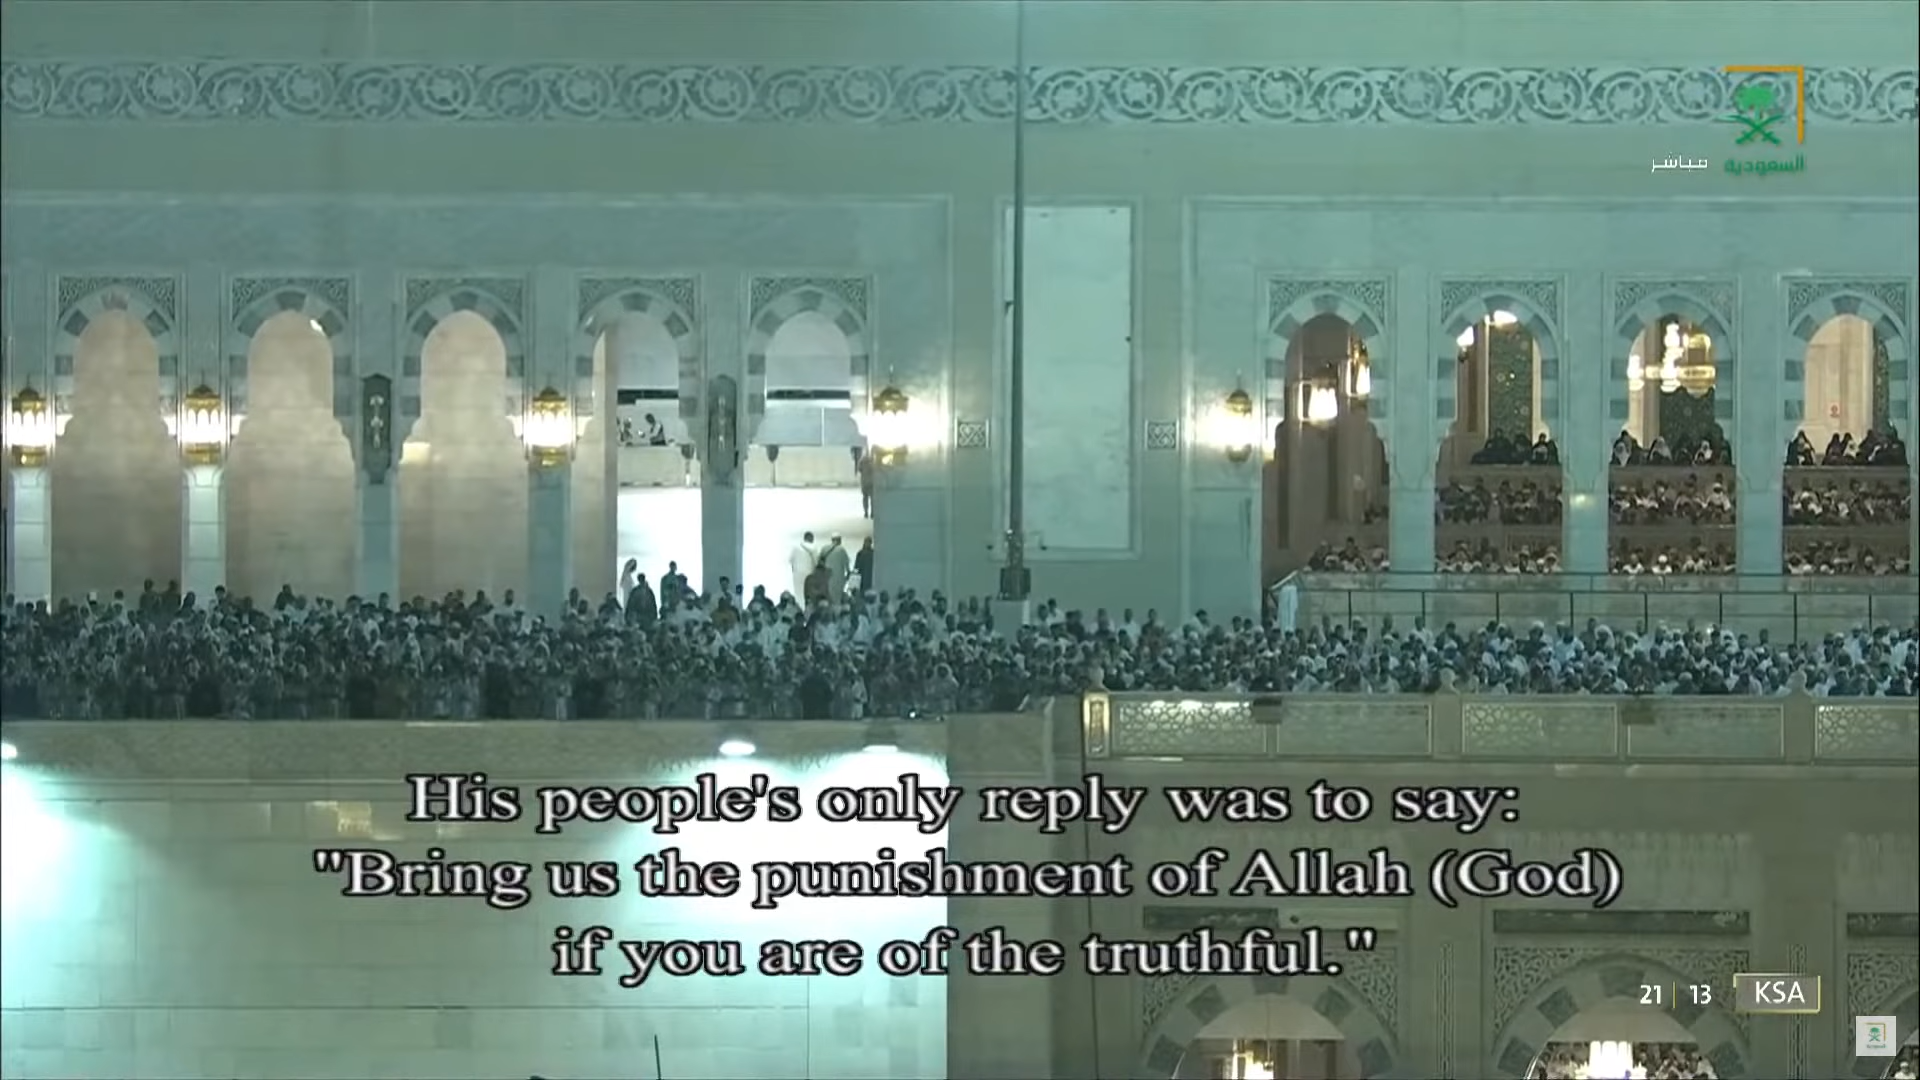 السعودية
مباشر
His people's only reply was to say:
"Bring us the punishment of Allah (God)
if you are of the truthful."
21 | 13 KSA